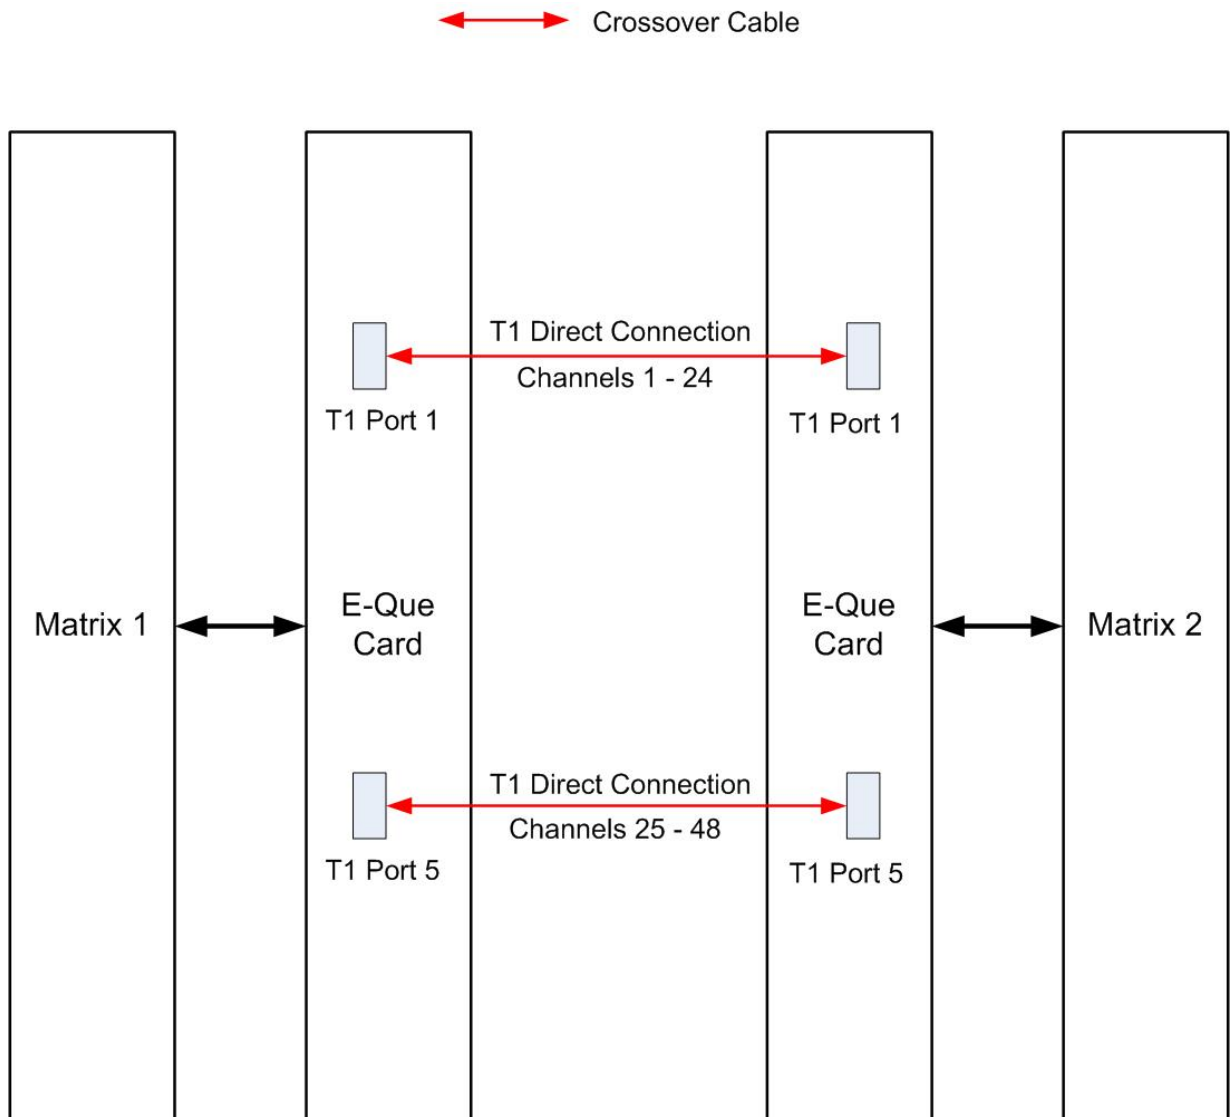 Crossover Cable
T1 Direct Connection
Channels 1 - 24
T1 Port 1
T1 Port 1
Matrix 1
E-Que
Card
E-Que
Card
Matrix 2
T1 Direct Connection
Channels 25 - 48
T1 Port 5
T1 Port 5